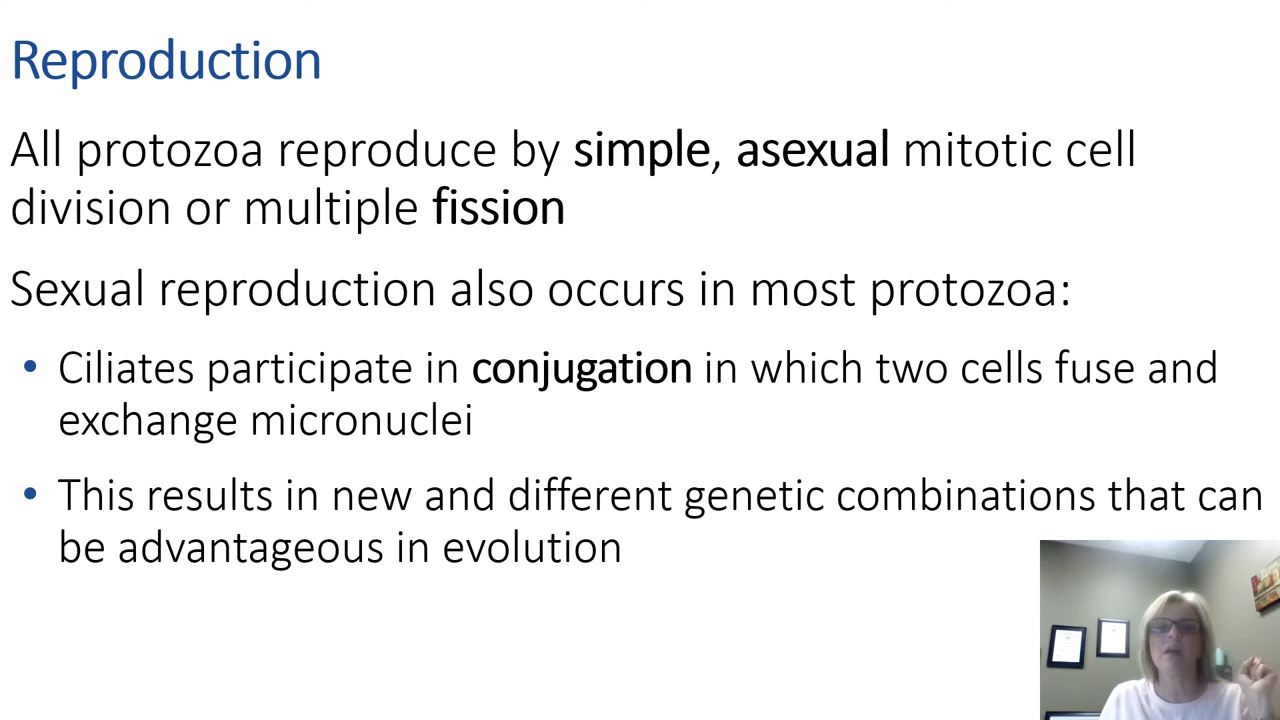 Reproduction
All protozoa reproduce by simple, asexual mitotic cell
division or multiple fission
Sexual reproduction also occurs in most protozoa:
• Ciliates participate in conjugation in which two cells fuse and
exchange micronuclei
• This results in new and different genetic combinations that can
be advantageous in evolution